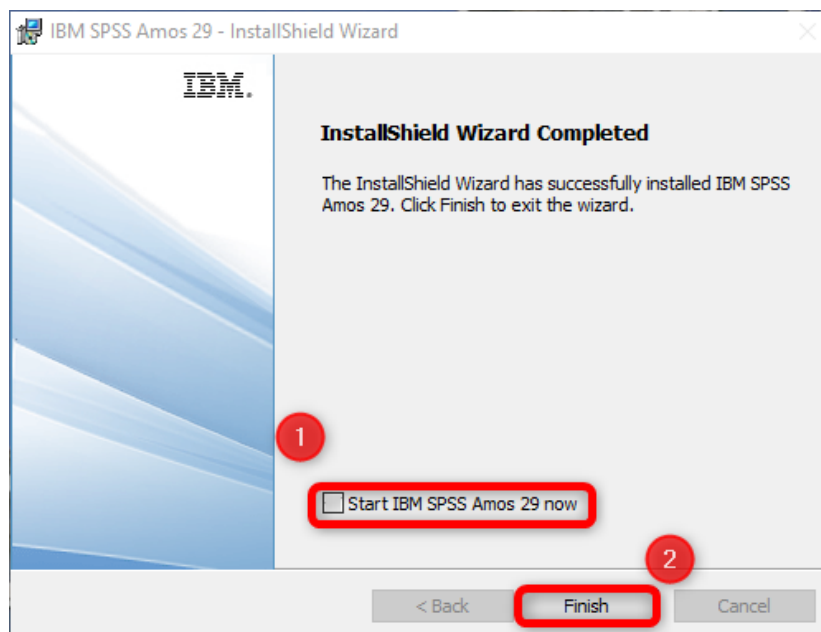 IBM SPSS Amos 29 - InstallShield Wizard
IBM.
InstallShield Wizard Completed
The InstallShield Wizard has successfully installed IBM SPSS
Amos 29. Click Finish to exit the wizard.
1
Start IBM SPSS Amos 29 now
2
< Back
Finish
Cancel